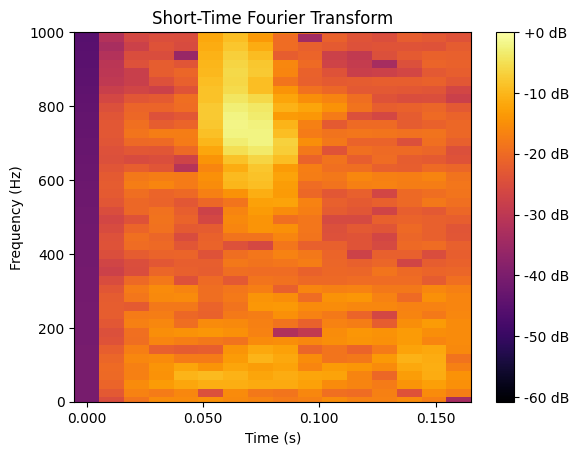 Short-Time Fourier Transform
1000
800
600
400
200
0
Frequency (Hz)
0.000
0.050
0.100
0.150
Time (s)
+0 dB
-10 dB
-20 dB
-30 dB
-40 dB
-50 dB
-60 dB